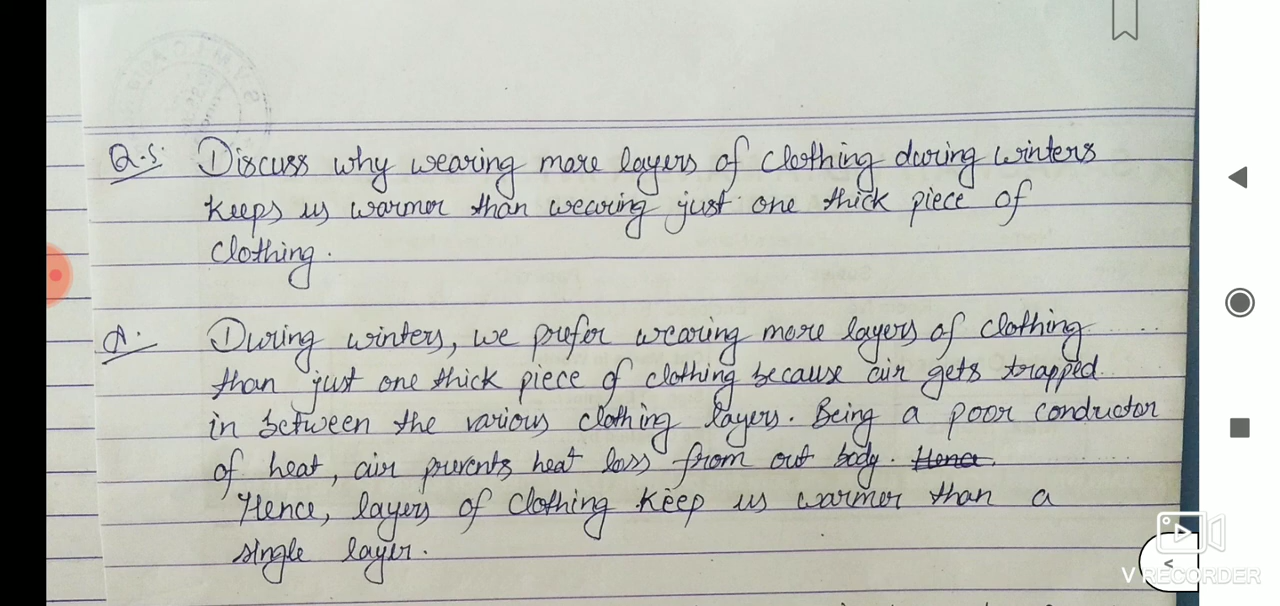 Q.5. Discuss why wearing more layers of clothing during winters
keeps us warmer than wearing just one thick piece of
clothing.
A. During winters, we prefer wearing more layers of clothing
than just one thick piece of clothing because air gets trapped
in between the various clothing layers. Being a poor conductor
of heat, air prevents heat loss from out body. Hence.
Hence, layers of clothing keep us warmer than a
single layer.
V RECORDER